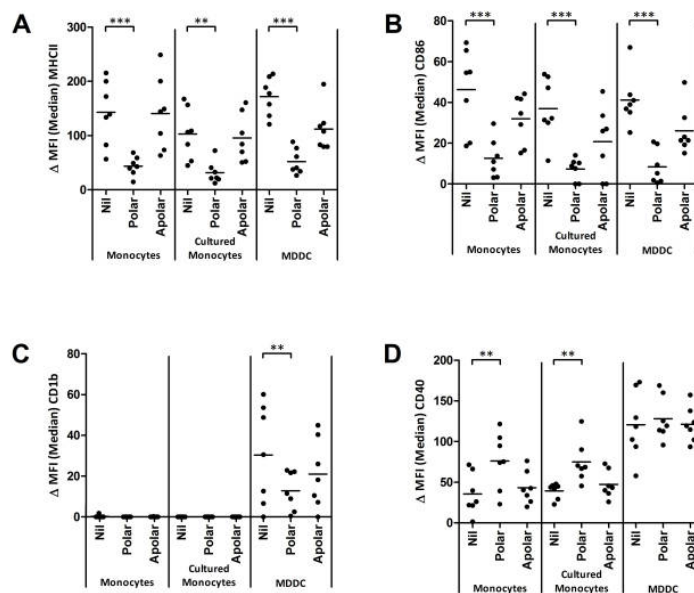 A
Δ MFI (Median) MHCII
300
200
100
0
*** ** ***
Nil Polar Apolar Nil Polar Apolar Nil Polar Apolar
Monocytes
Cultured
Monocytes
MDDC
B
Δ MFI (Median) CD86
80
60
40
20
0
*** *** ***
Nil Polar Apolar Nil Polar Apolar Nil Polar Apolar
Monocytes
Cultured
Monocytes
MDDC
C
Δ MFI (Median) CD1b
80
60
40
20
0
**
Nil Polar Apolar Nil Polar Apolar Nil Polar Apolar
Monocytes
Cultured
Monocytes
MDDC
D
Δ MFI (Median) CD40
200
150
100
50
0
** **
Nil Polar Apolar Nil Polar Apolar Nil Polar Apolar
Monocytes
Cultured
Monocytes
MDDC